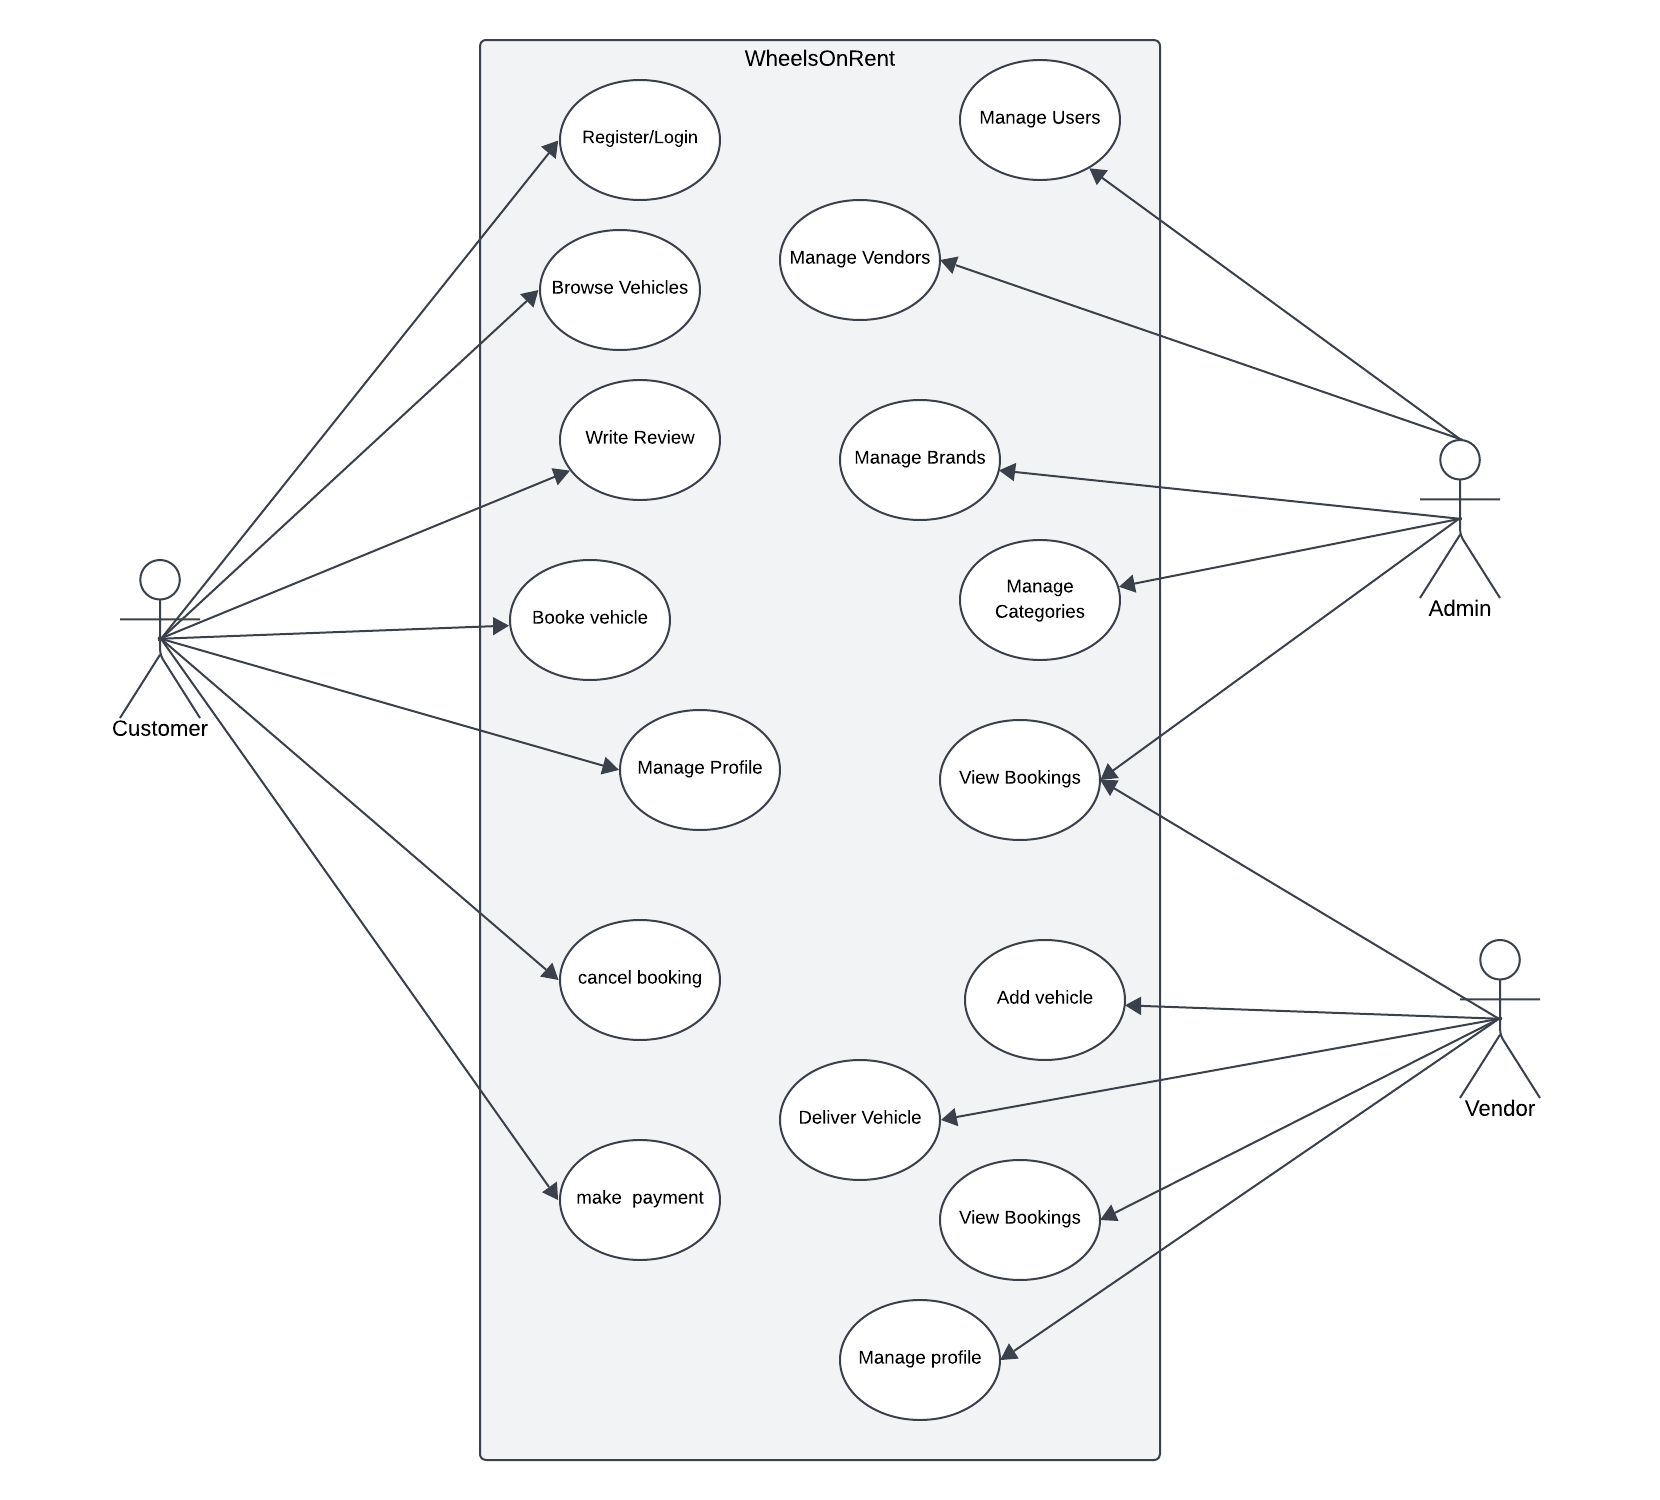 WheelsOnRent
Register/Login
Manage Users
Browse Vehicles
Manage Vendors
Write Review
Manage Brands
Booke vehicle
Manage
Categories
Admin
Customer
Manage Profile
View Bookings
cancel booking
Add vehicle
Vendor
Deliver Vehicle
make  payment
View Bookings
Manage profile